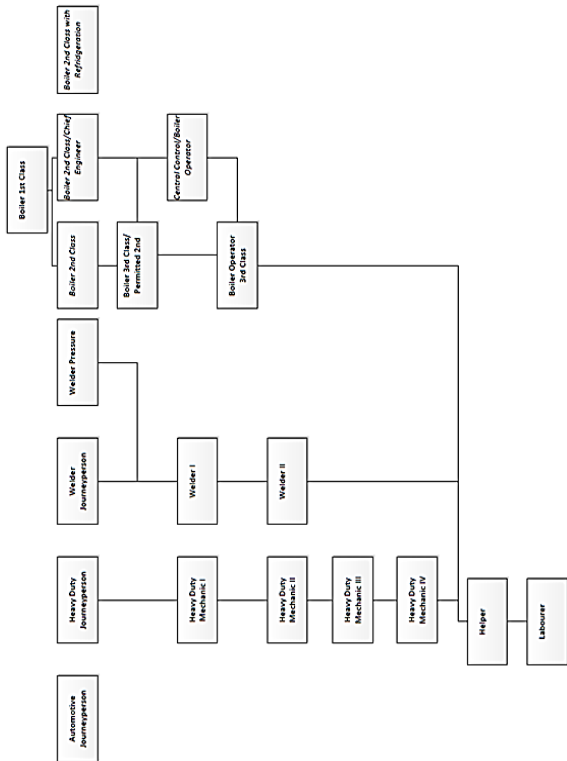 Boiler 1st Class
Automotive
Journeyperson
Heavy Duty
Journeyperson
Welder
Journeyperson
Welder Pressure
Boiler 2nd Class
Boiler 2nd Class/Chief
Engineer
Boiler 2nd Class with
Refridgeration
Boiler 3rd Class/
Permitted 2nd
Central Control/Boiler
Operator
Heavy Duty
Mechanic I
Welder I
Boiler Operator
3rd Class
Heavy Duty
Mechanic II
Welder II
Heavy Duty
Mechanic III
Heavy Duty
Mechanic IV
Helper
Labourer